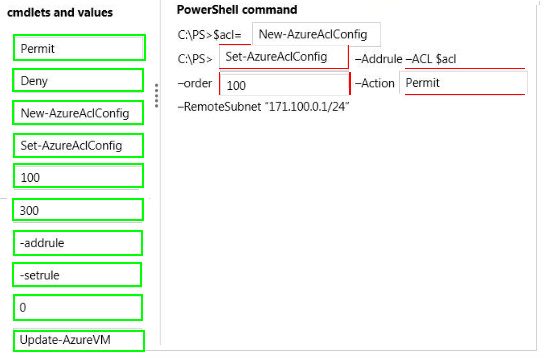 cmdlets and values
Permit
Deny
New-AzureAclConfig
Set-AzureAclConfig
100
300
-addrule
-setrule
0
Update-AzureVM
PowerShell command
C:\PS>$acl= New-AzureAclConfig
C:\PS> Set-AzureAclConfig –Addrule –ACL $acl
–order 100 –Action Permit
–RemoteSubnet "171.100.0.1/24"